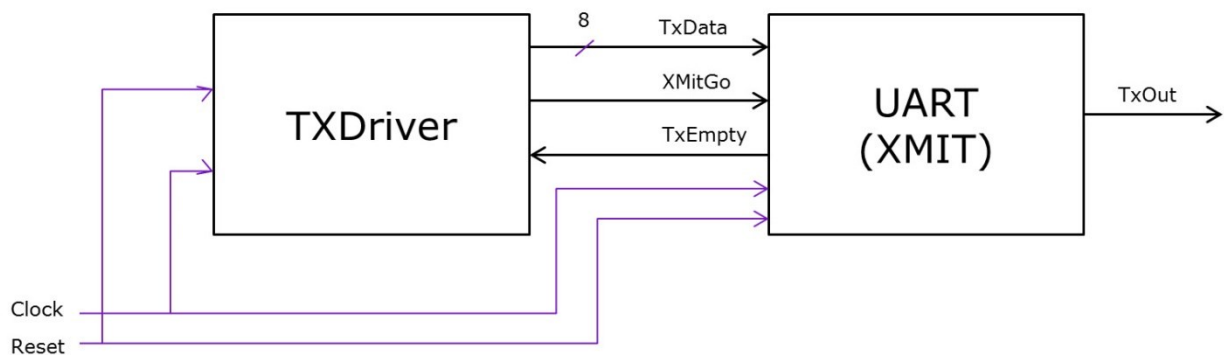 8
TxData
XMitGo
TxEmpty
TXDriver
UART
(XMIT)
TxOut
Clock
Reset